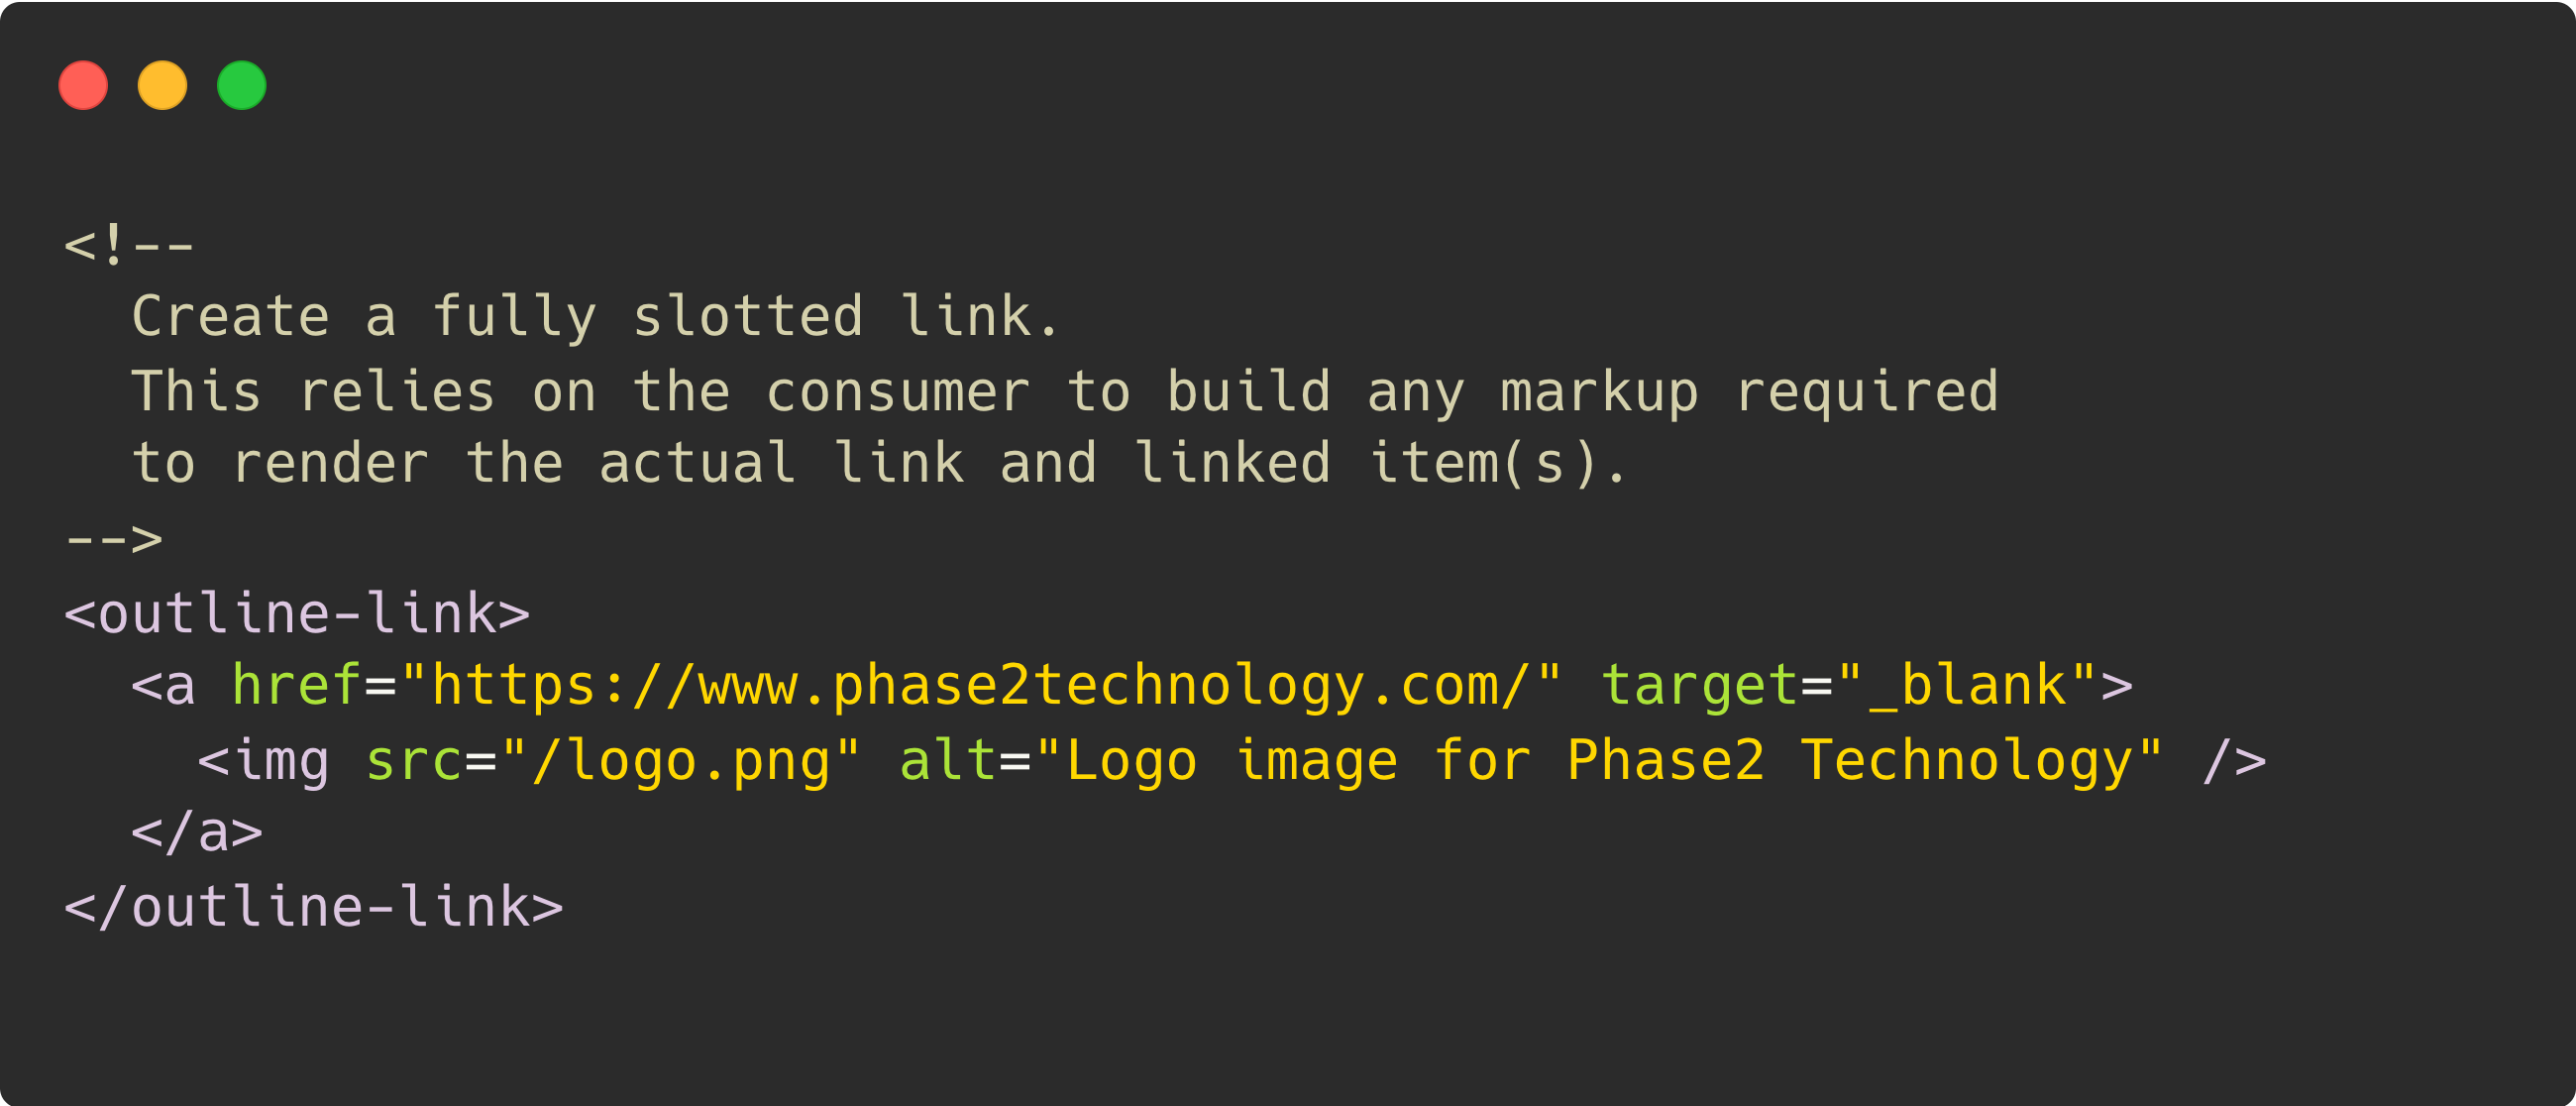 <!--
  Create a fully slotted link.
  This relies on the consumer to build any markup required
  to render the actual link and linked item(s).
-->
<outline-link>
  <a href="https://www.phase2technology.com/" target="_blank">
    <img src="/logo.png" alt="Logo image for Phase2 Technology" />
  </a>
</outline-link>